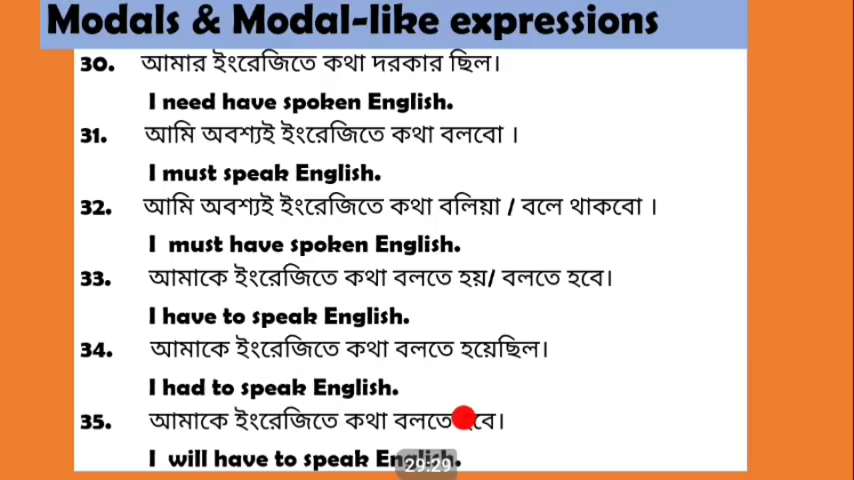 Modals & Modal-like expressions
30. আমার ইংরেজিতে কথা দরকার ছিল।
I need have spoken English.
31. আমি অবশ্যই ইংরেজিতে কথা বলবো ।
I must speak English.
32. আমি অবশ্যই ইংরেজিতে কথা বলিয়া / বলে থাকবো ।
I must have spoken English.
33. আমাকে ইংরেজিতে কথা বলতে হয়/ বলতে হবে।
I have to speak English.
34. আমাকে ইংরেজিতে কথা বলতে হয়েছিল।
I had to speak English.
35. আমাকে ইংরেজিতে কথা বলতে হবে।
I will have to speak English.
29:29